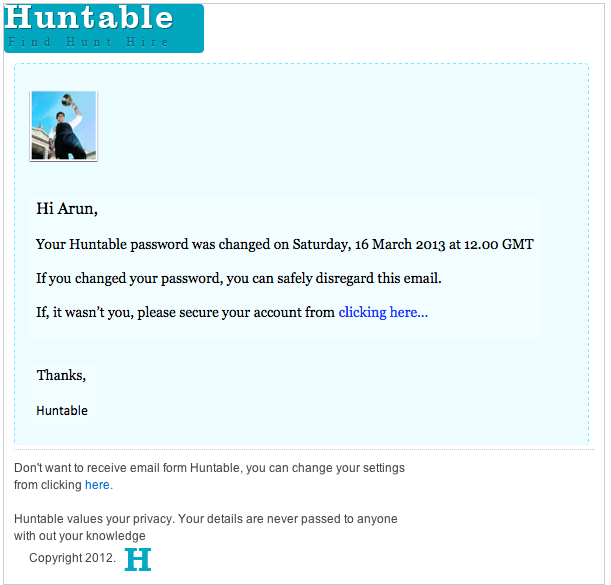 Huntable
Find Hunt Hire
Hi Arun,
Your Huntable password was changed on Saturday, 16 March 2013 at 12.00 GMT
If you changed your password, you can safely disregard this email.
If, it wasn't you, please secure your account from clicking here...
Thanks,
Huntable
Don't want to receive email form Huntable, you can change your settings
from clicking here.
Huntable values your privacy. Your details are never passed to anyone
with out your knowledge
Copyright 2012. H